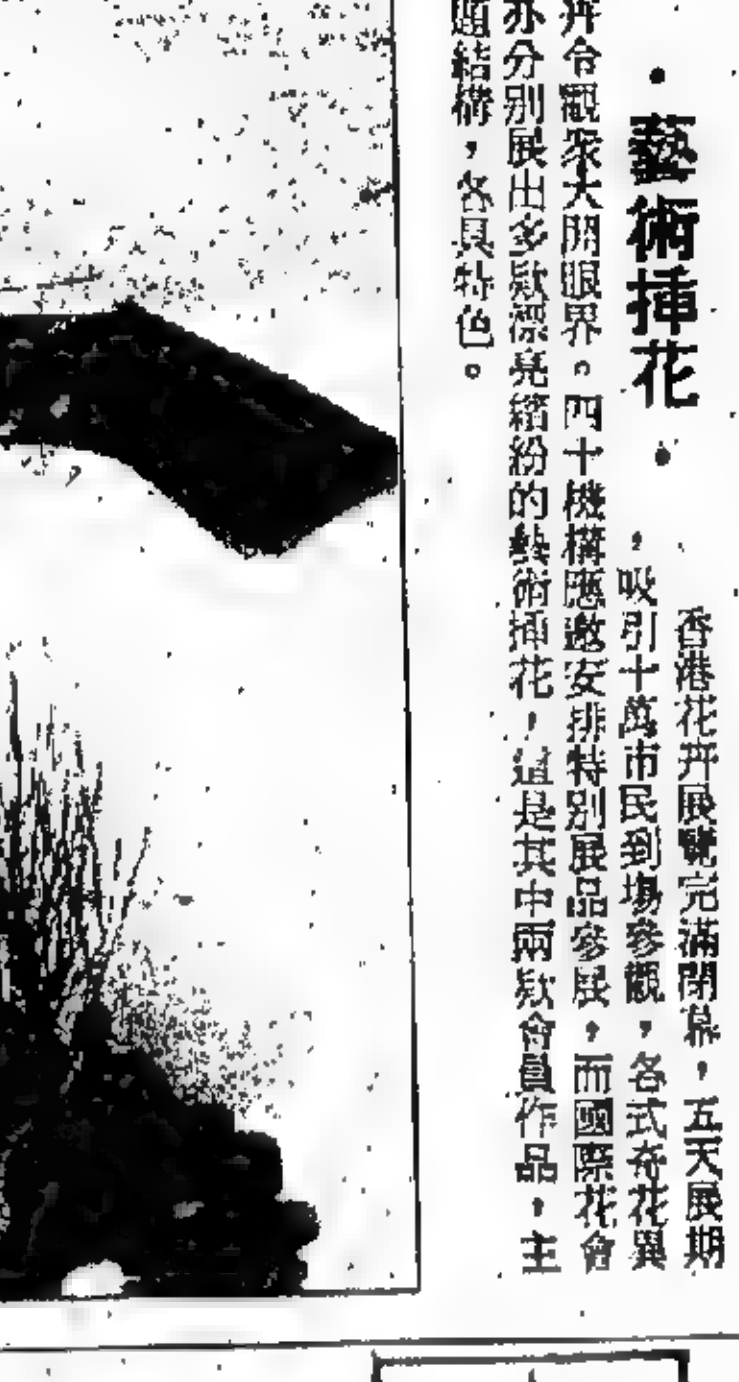 •藝術插花•
香港花卉展覽完滿閉幕，五天展期
，吸引十萬市民到場參觀，各式奇花異
卉令觀眾大開眼界。四十機構應邀安排特別展品參展，而國際花會
亦分別展出多款漂亮繽紛的藝術插花，這是其中兩款會員作品，主
題結構，各具特色。